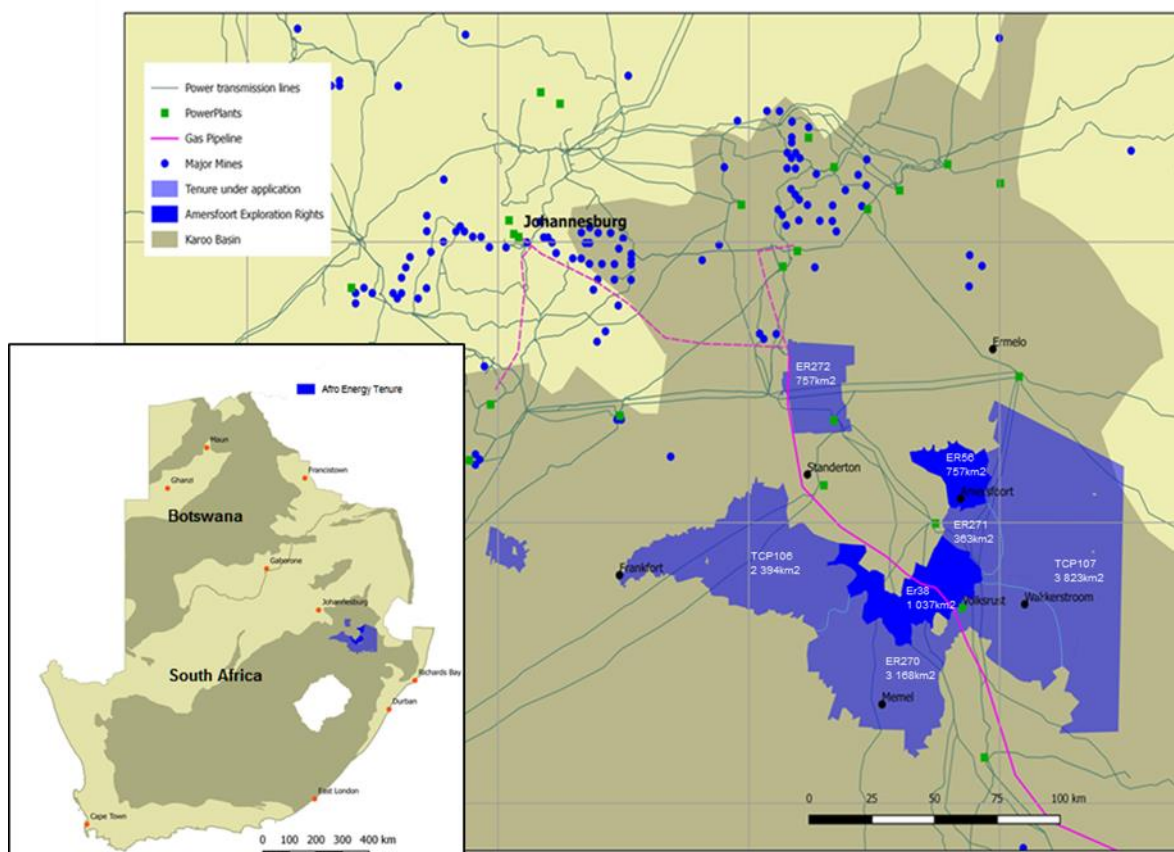 Power transmission lines
PowerPlants
Gas Pipeline
Major Mines
Tenure under application
Amersfoort Exploration Rights
Karoo Basin
Johannesburg
Ermelo
ER272
757km2
Standerton
ER56
757km2
Amersfoort
ER271
363km2
TCP106
2 394km2
TCP107
3 823km2
Frankfort
Er38
1 037km2
Volksrust
Wakkerstroom
ER270
3 168km2
Memel
0 25 50 75 100 km
Afro Energy Tenure
Maun
Ghanzi
Francistown
Botswana
Gaborone
Johannesburg
South Africa
Richards Bay
Durban
East London
Cape Town
0 100 200 300 400 km